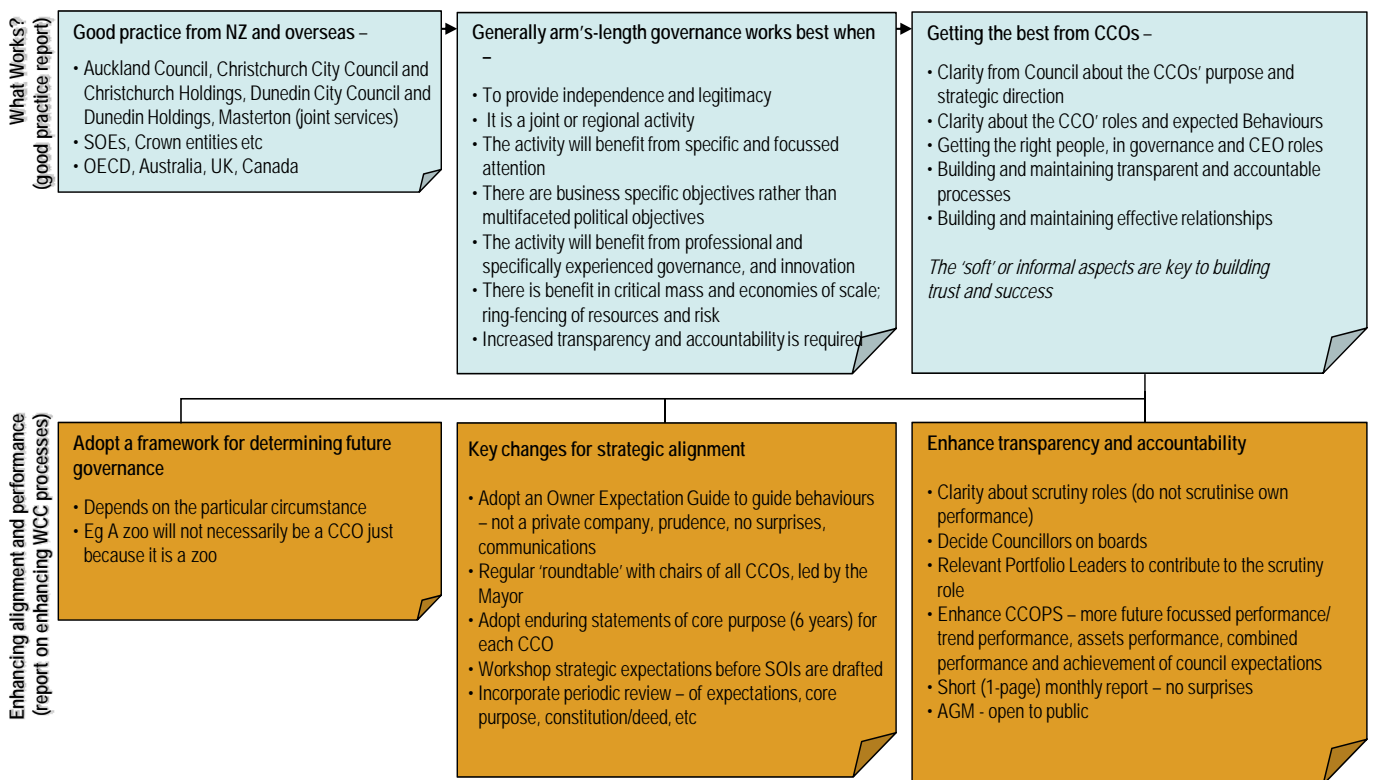 What Works?
(good practice report)
Good practice from NZ and overseas –
• Auckland Council, Christchurch City Council and
Christchurch Holdings, Dunedin City Council and
Dunedin Holdings, Masterton (joint services)
• SOEs, Crown entities etc
• OECD, Australia, UK, Canada
Generally arm's-length governance works best when
–
• To provide independence and legitimacy
• It is a joint or regional activity
• The activity will benefit from specific and focussed
attention
• There are business specific objectives rather than
multifaceted political objectives
• The activity will benefit from professional and
specifically experienced governance, and innovation
• There is benefit in critical mass and economies of scale;
ring-fencing of resources and risk
• Increased transparency and accountability is required
Getting the best from CCOs –
• Clarity from Council about the CCOs' purpose and
strategic direction
• Clarity about the CCO' roles and expected Behaviours
• Getting the right people, in governance and CEO roles
• Building and maintaining transparent and accountable
processes
• Building and maintaining effective relationships
The 'soft' or informal aspects are key to building
trust and success
Enhancing alignment and performance
(report on enhancing WCC processes)
Adopt a framework for determining future
governance
• Depends on the particular circumstance
• Eg A zoo will not necessarily be a CCO just
because it is a zoo
Key changes for strategic alignment
• Adopt an Owner Expectation Guide to guide behaviours
– not a private company, prudence, no surprises,
communications
• Regular 'roundtable' with chairs of all CCOs, led by the
Mayor
• Adopt enduring statements of core purpose (6 years) for
each CCO
• Workshop strategic expectations before SOIs are drafted
• Incorporate periodic review – of expectations, core
purpose, constitution/deed, etc
Enhance transparency and accountability
• Clarity about scrutiny roles (do not scrutinise own
performance)
• Decide Councillors on boards
• Relevant Portfolio Leaders to contribute to the scrutiny
role
• Enhance CCOPS – more future focussed performance/
trend performance, assets performance, combined
performance and achievement of council expectations
• Short (1-page) monthly report – no surprises
• AGM - open to public